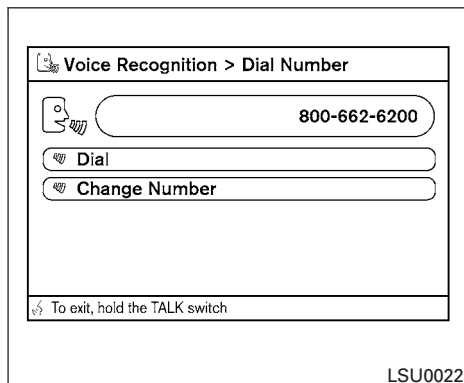 Voice Recognition > Dial Number
800-662-6200
Dial
Change Number
To exit, hold the TALK switch
LSU0022